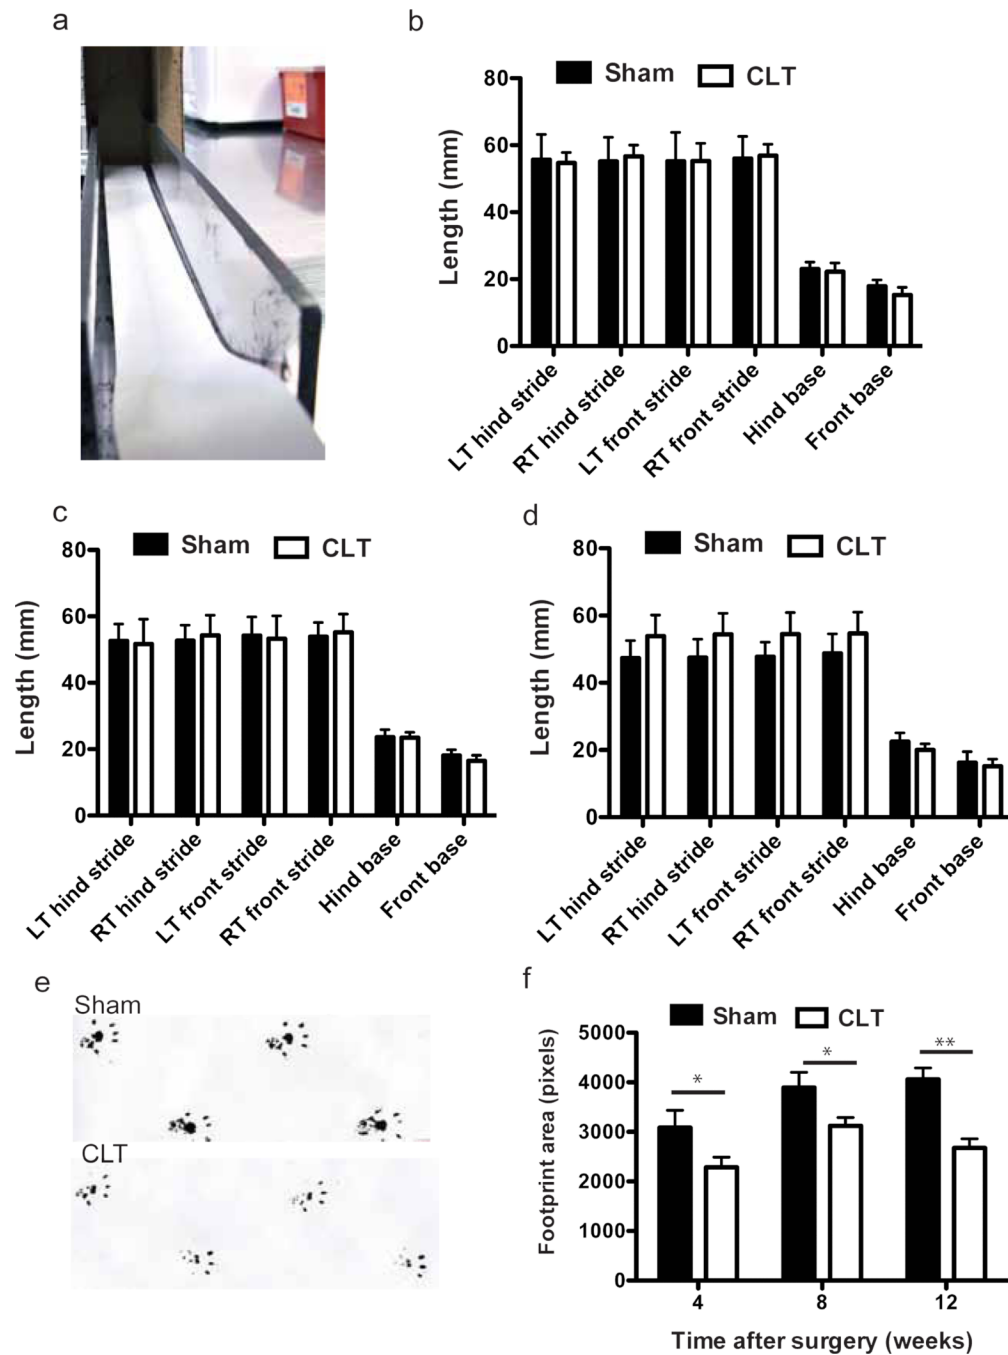 a
b
Sham CLT
80
60
40
20
0
Length (mm)
LT hind stride
RT hind stride
LT front stride
RT front stride
Hind base
Front base
c
Sham CLT
80
60
40
20
0
Length (mm)
LT hind stride
RT hind stride
LT front stride
RT front stride
Hind base
Front base
d
Sham CLT
80
60
40
20
0
Length (mm)
LT hind stride
RT hind stride
LT front stride
RT front stride
Hind base
Front base
e
Sham
CLT
f
Sham CLT
5000
4000
3000
2000
1000
0
Footprint area (pixels)
* * **
4 8 12
Time after surgery (weeks)